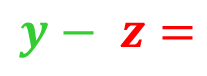 y − z =